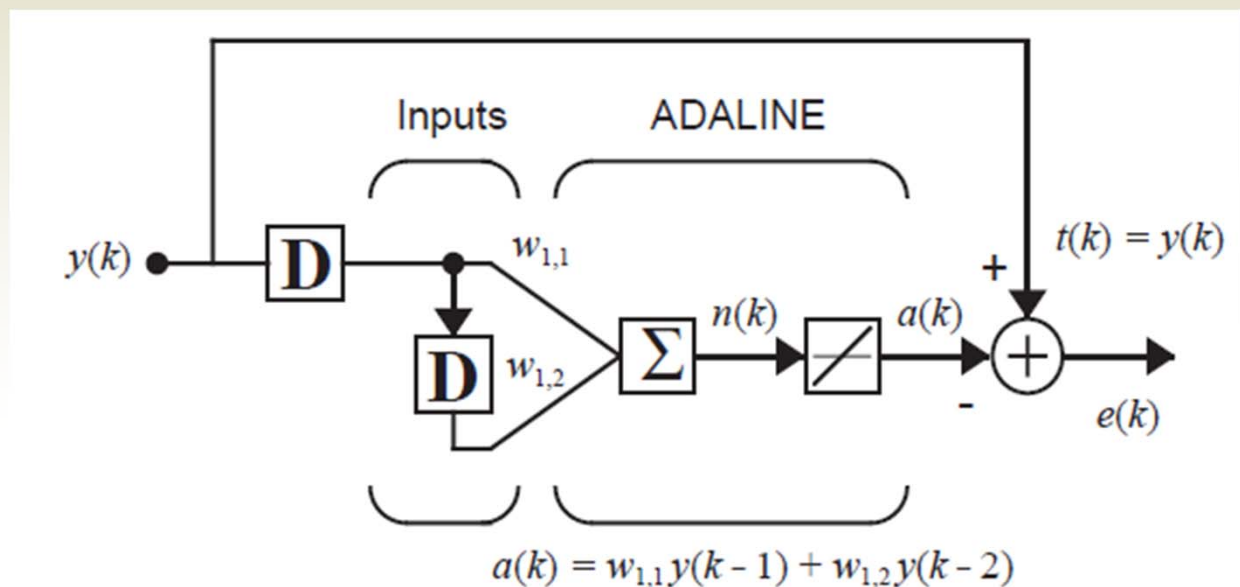 Inputs ADALINE
y(k) D w1,1 t(k) = y(k)
+
n(k) a(k)
D w1,2 Σ +
-
e(k)
a(k) = w1,1 y(k - 1) + w1,2 y(k - 2)